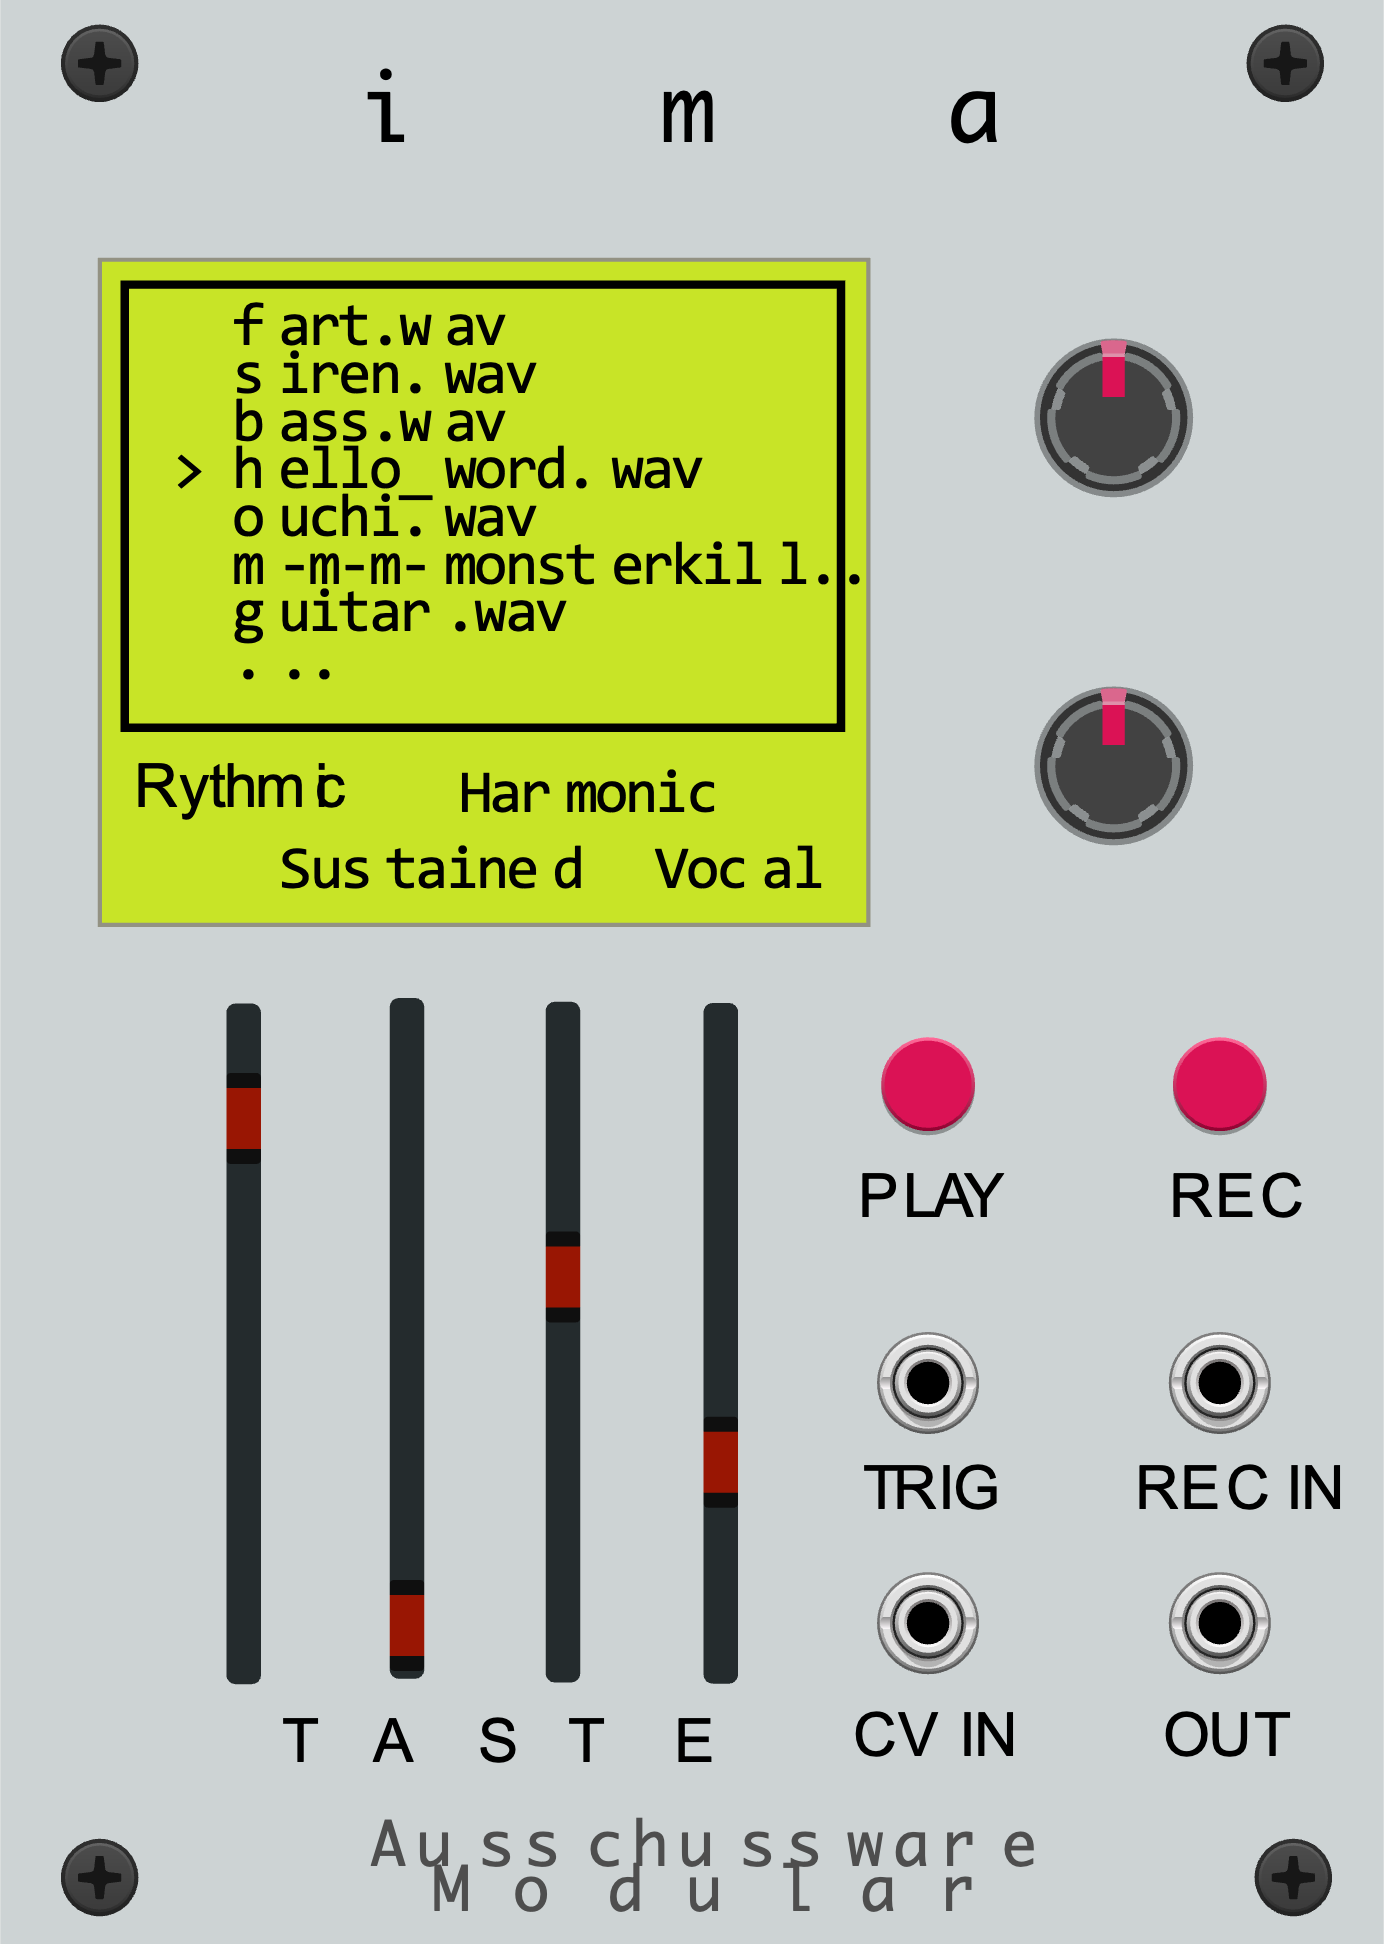 i m a
fart.wav
siren.wav
bass.wav
> hello_word.wav
ouchi.wav
m-m-m-monsterkill..
guitar.wav
...
Rythmic Harmonic
Sustained Vocal
PLAY REC
TRIG REC IN
CV IN OUT
T A S T E
Ausschussware
Modular